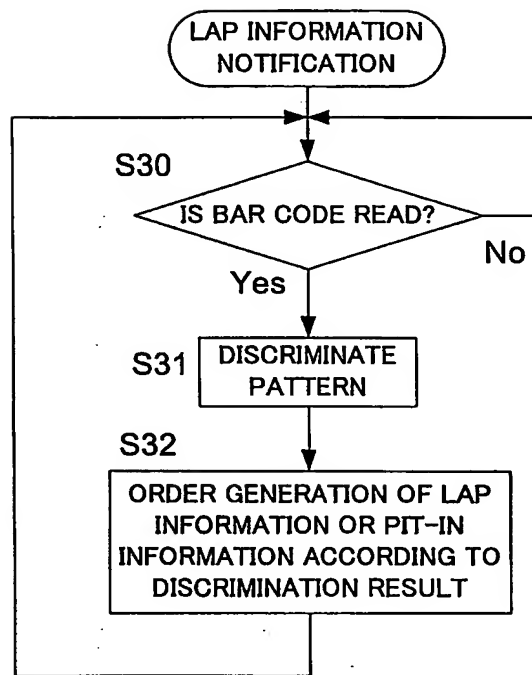 LAP INFORMATION
NOTIFICATION
S30
IS BAR CODE READ?
No
Yes
S31
DISCRIMINATE
PATTERN
S32
ORDER GENERATION OF LAP
INFORMATION OR PIT-IN
INFORMATION ACCORDING TO
DISCRIMINATION RESULT